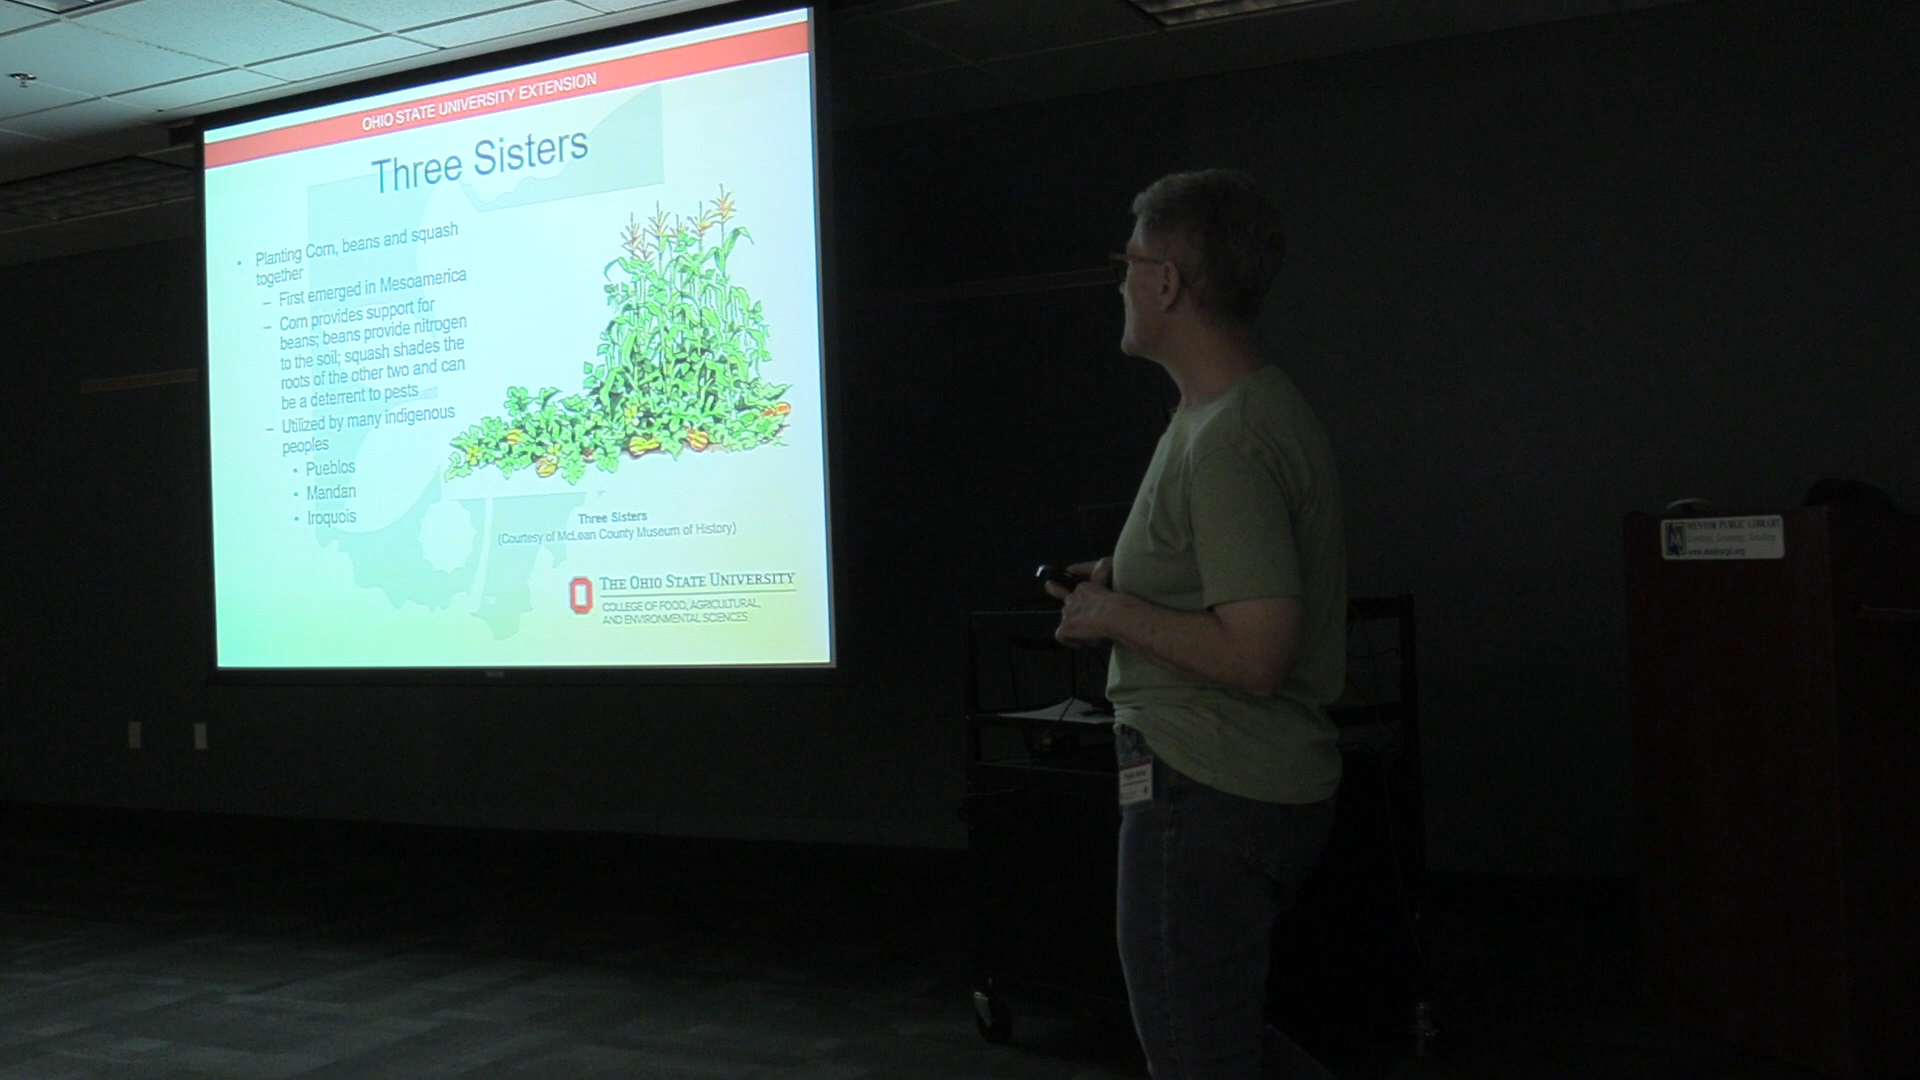 OHIO STATE UNIVERSITY EXTENSION
Three Sisters
• Planting Corn, beans and squash
together
– First emerged in Mesoamerica
– Corn provides support for
beans; beans provide nitrogen
to the soil; squash shades the
roots of the other two and can
be a deterrent to pests
– Utilized by many indigenous
peoples
• Pueblos
• Mandan
• Iroquois
Three Sisters
(Courtesy of McLean County Museum of History)
THE OHIO STATE UNIVERSITY
COLLEGE OF FOOD, AGRICULTURAL,
AND ENVIRONMENTAL SCIENCES
MENTOR PUBLIC LIBRARY